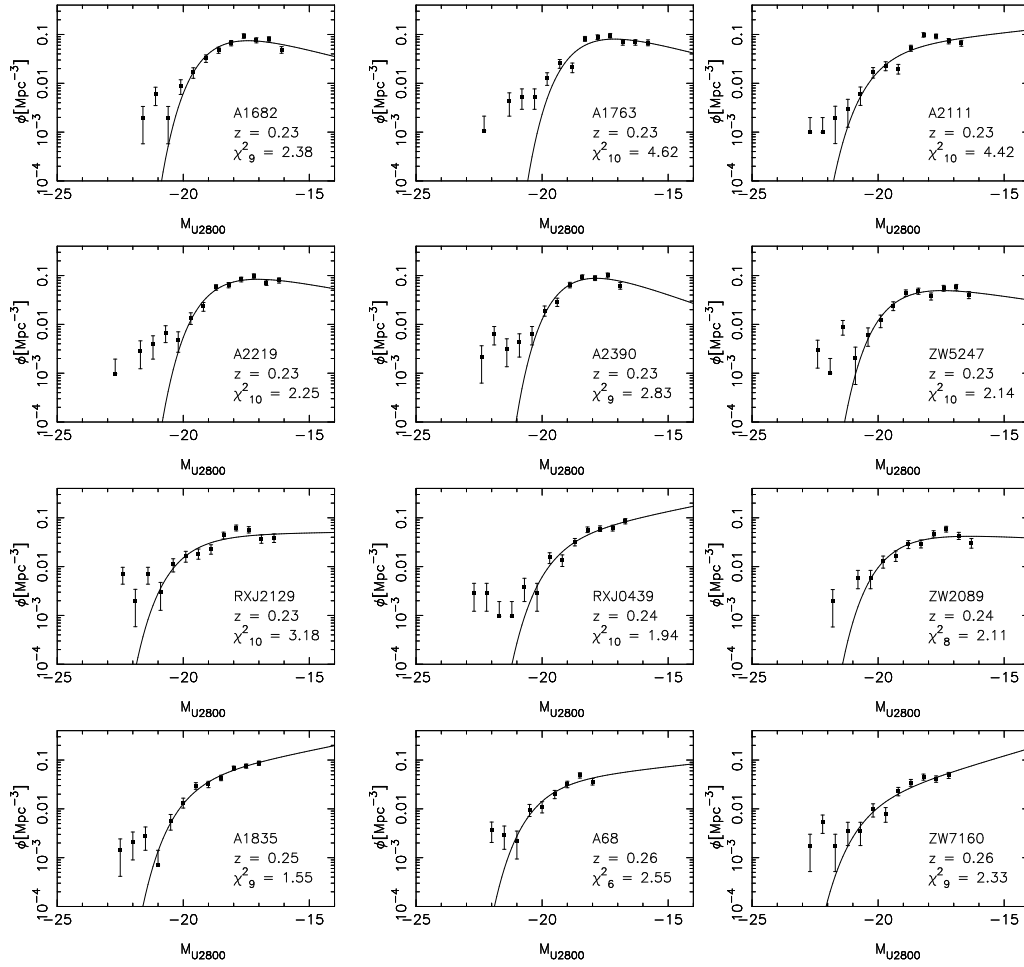 ϕ[Mpc⁻³]
0.1
0.01
10⁻³
10⁻⁴
A1682
z = 0.23
χ²₉ = 2.38
−25 −20 −15
M_U2800
ϕ[Mpc⁻³]
0.1
0.01
10⁻³
10⁻⁴
A1763
z = 0.23
χ²₁₀ = 4.62
−25 −20 −15
M_U2800
ϕ[Mpc⁻³]
0.1
0.01
10⁻³
10⁻⁴
A2111
z = 0.23
χ²₁₀ = 4.42
−25 −20 −15
M_U2800
ϕ[Mpc⁻³]
0.1
0.01
10⁻³
10⁻⁴
A2219
z = 0.23
χ²₁₀ = 2.25
−25 −20 −15
M_U2800
ϕ[Mpc⁻³]
0.1
0.01
10⁻³
10⁻⁴
A2390
z = 0.23
χ²₉ = 2.83
−25 −20 −15
M_U2800
ϕ[Mpc⁻³]
0.1
0.01
10⁻³
10⁻⁴
ZW5247
z = 0.23
χ²₁₀ = 2.14
−25 −20 −15
M_U2800
ϕ[Mpc⁻³]
0.1
0.01
10⁻³
10⁻⁴
RXJ2129
z = 0.23
χ²₁₀ = 3.18
−25 −20 −15
M_U2800
ϕ[Mpc⁻³]
0.1
0.01
10⁻³
10⁻⁴
RXJ0439
z = 0.24
χ²₁₀ = 1.94
−25 −20 −15
M_U2800
ϕ[Mpc⁻³]
0.1
0.01
10⁻³
10⁻⁴
ZW2089
z = 0.24
χ²₈ = 2.11
−25 −20 −15
M_U2800
ϕ[Mpc⁻³]
0.1
0.01
10⁻³
10⁻⁴
A1835
z = 0.25
χ²₉ = 1.55
−25 −20 −15
M_U2800
ϕ[Mpc⁻³]
0.1
0.01
10⁻³
10⁻⁴
A68
z = 0.26
χ²₆ = 2.55
−25 −20 −15
M_U2800
ϕ[Mpc⁻³]
0.1
0.01
10⁻³
10⁻⁴
ZW7160
z = 0.26
χ²₉ = 2.33
−25 −20 −15
M_U2800